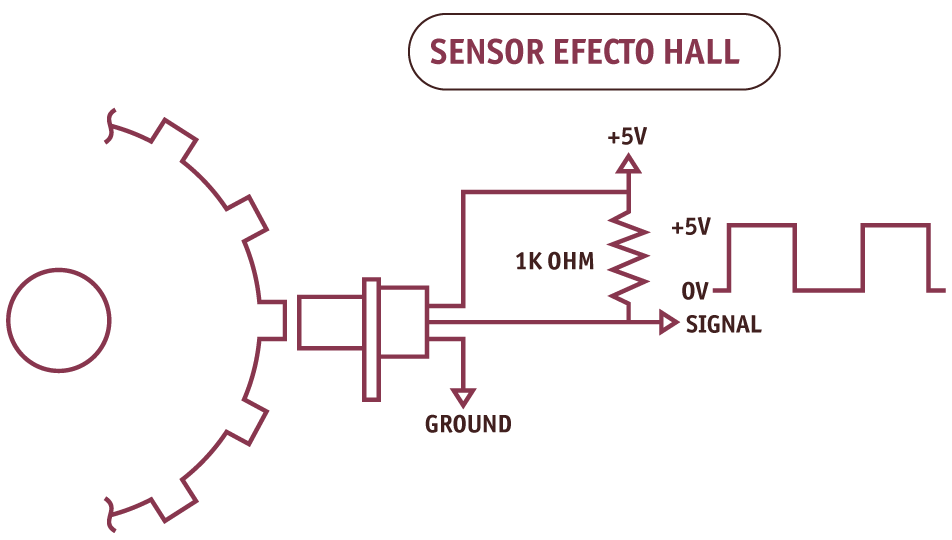 SENSOR EFECTO HALL
+5V
1K OHM
+5V
0V
SIGNAL
GROUND